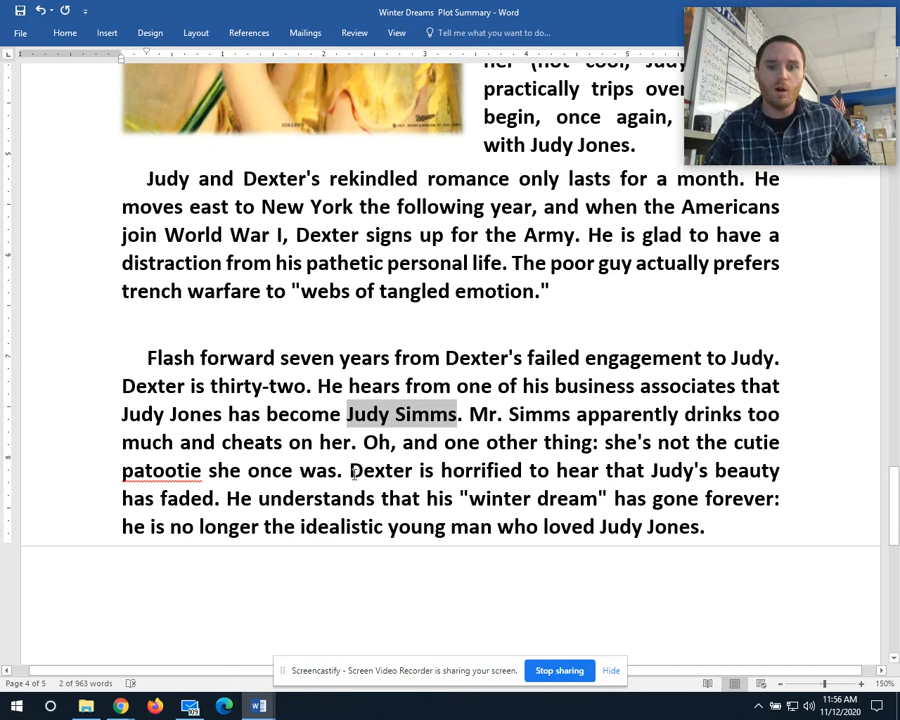 Winter Dreams  Plot Summary - Word
File Home Insert Design Layout References Mailings Review View Tell me what you want to do...
1 1 2 3 4 5
her (not cool, Judy
practically trips over
begin, once again,
with Judy Jones.
Judy and Dexter's rekindled romance only lasts for a month. He
moves east to New York the following year, and when the Americans
join World War I, Dexter signs up for the Army. He is glad to have a
distraction from his pathetic personal life. The poor guy actually prefers
trench warfare to "webs of tangled emotion."
Flash forward seven years from Dexter's failed engagement to Judy.
Dexter is thirty-two. He hears from one of his business associates that
Judy Jones has become Judy Simms. Mr. Simms apparently drinks too
much and cheats on her. Oh, and one other thing: she's not the cutie
patootie she once was. Dexter is horrified to hear that Judy's beauty
has faded. He understands that his "winter dream" has gone forever:
he is no longer the idealistic young man who loved Judy Jones.
Screencastify - Screen Video Recorder is sharing your screen. Stop sharing Hide
Page 4 of 5 2 of 963 words 150%
11:56 AM
11/12/2020